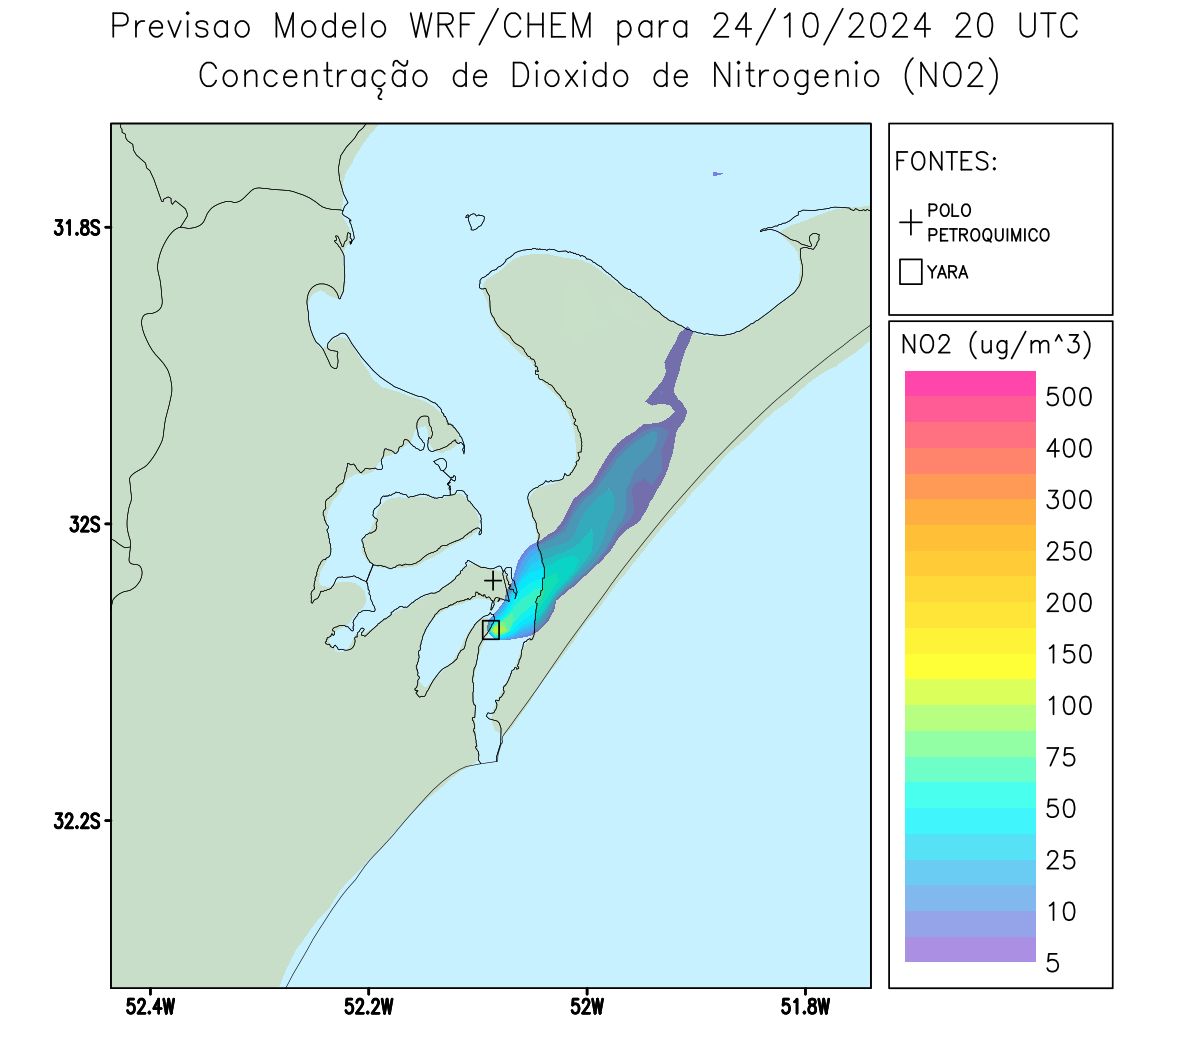 Previsao Modelo WRF/CHEM para 24/10/2024 20 UTC
Concentração de Dioxido de Nitrogenio (NO2)
FONTES:
POLO
PETROQUIMICO
YARA
31.8S
32S
32.2S
52.4W
52.2W
52W
51.8W
NO2 (ug/m^3)
500
400
300
250
200
150
100
75
50
25
10
5